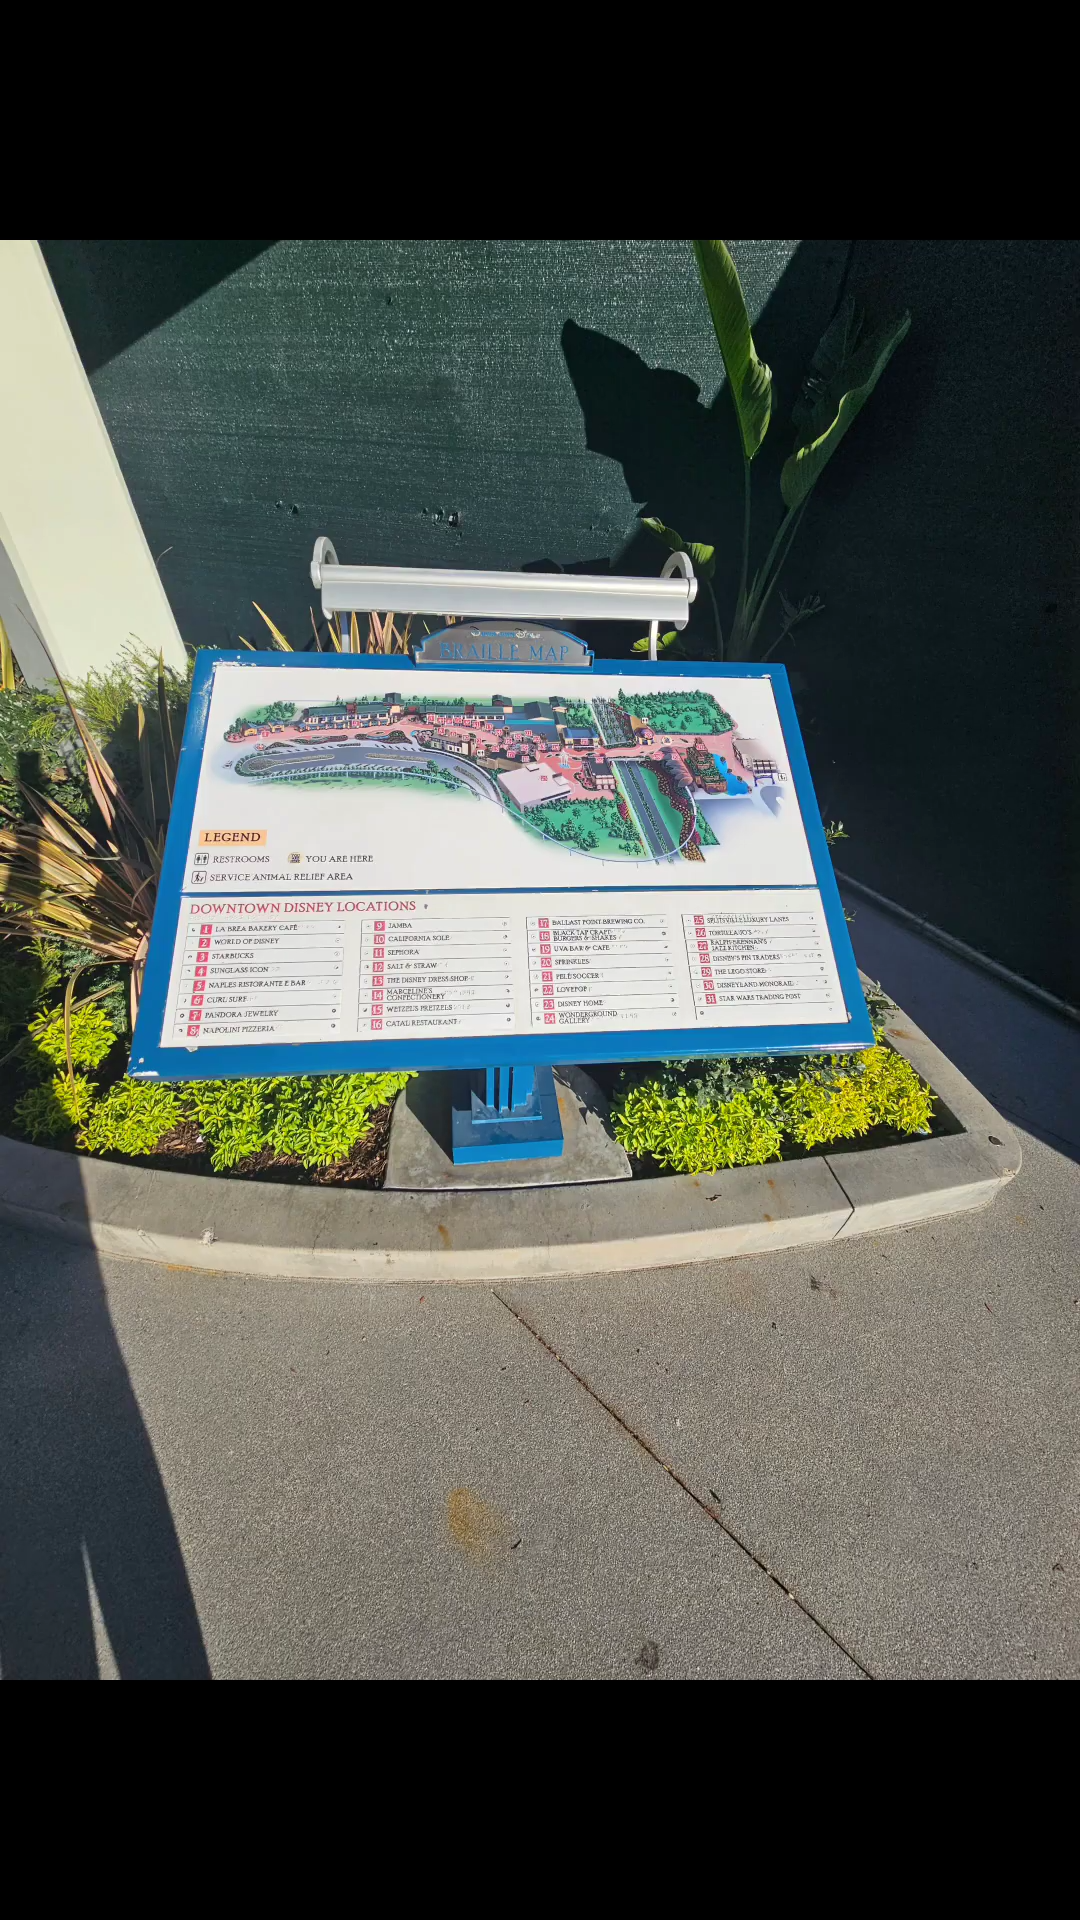 BRAILLE MAP
LEGEND
RESTROOMS
YOU ARE HERE
SERVICE ANIMAL RELIEF AREA
DOWNTOWN DISNEY LOCATIONS
1 LA BREA BAKERY CAFE
2 WORLD OF DISNEY
3 STARBUCKS
4 SUNGLASS ICON
5 NAPLES RISTORANTE E BAR
6 CURL SURF
7 PANDORA JEWELRY
8 NAPOLINI PIZZERIA
9 JAMBA
10 CALIFORNIA SOLE
11 SEPHORA
12 SALT & STRAW
13 THE DISNEY DRESS SHOP
14 MARCELINE'S
CONFECTIONERY
15 WETZEL'S PRETZELS
16 CATAL RESTAURANT
17 BALLAST POINT BREWING CO.
18 BLACK TAP CRAFT
BURGERS & SHAKES
19 UVA BAR & CAFE
20 SPRINKLES
21 PELÉ SOCCER
22 LOVEPOP
23 DISNEY HOME
24 WONDERGROUND
GALLERY
25 SPLITSVILLE LUXURY LANES
26 TORTILLA JO'S
27 RALPH BRENNAN'S
JAZZ KITCHEN
28 DISNEY'S PIN TRADERS
29 THE LEGO STORE
30 DISNEYLAND MONORAIL
31 STAR WARS TRADING POST